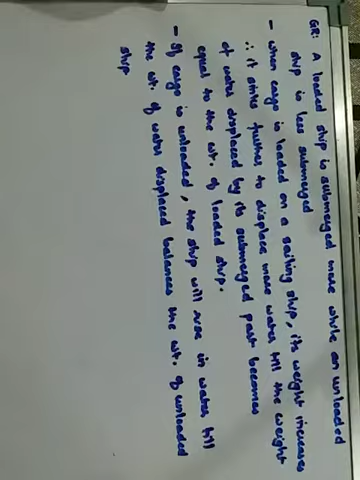 GR: A loaded ship is submerged more while an unloaded
ship is less submerged
- when cargo is loaded on a sailing ship, its weight increases
∴ it sinks further to displace more water till the weight
of water displaced by its submerged part becomes
equal to the wt. of loaded ship.
- If cargo is unloaded, the ship will rise in water till
the wt. of water displaced balances the wt. of unloaded
ship